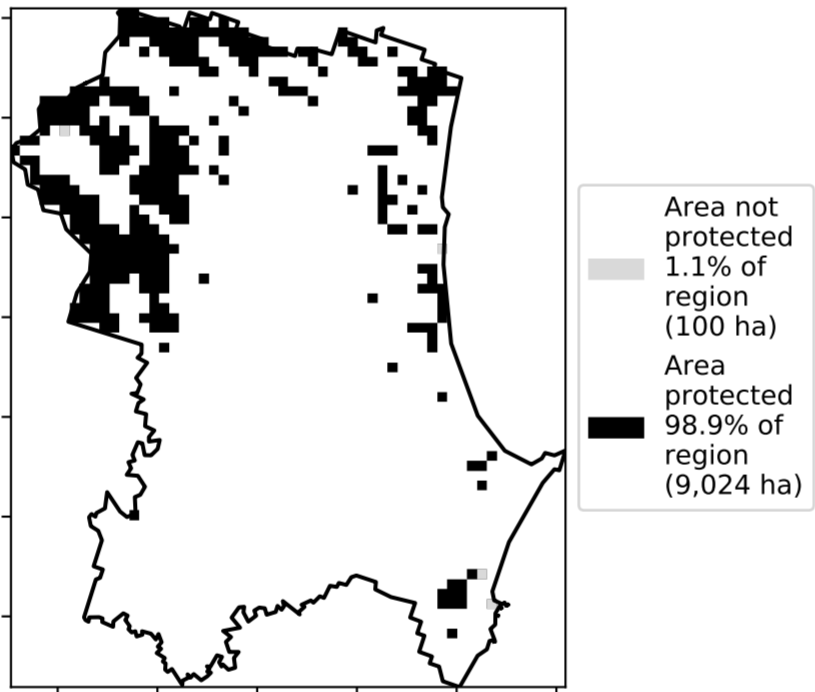 Area not
protected
1.1% of
region
(100 ha)
Area
protected
98.9% of
region
(9,024 ha)